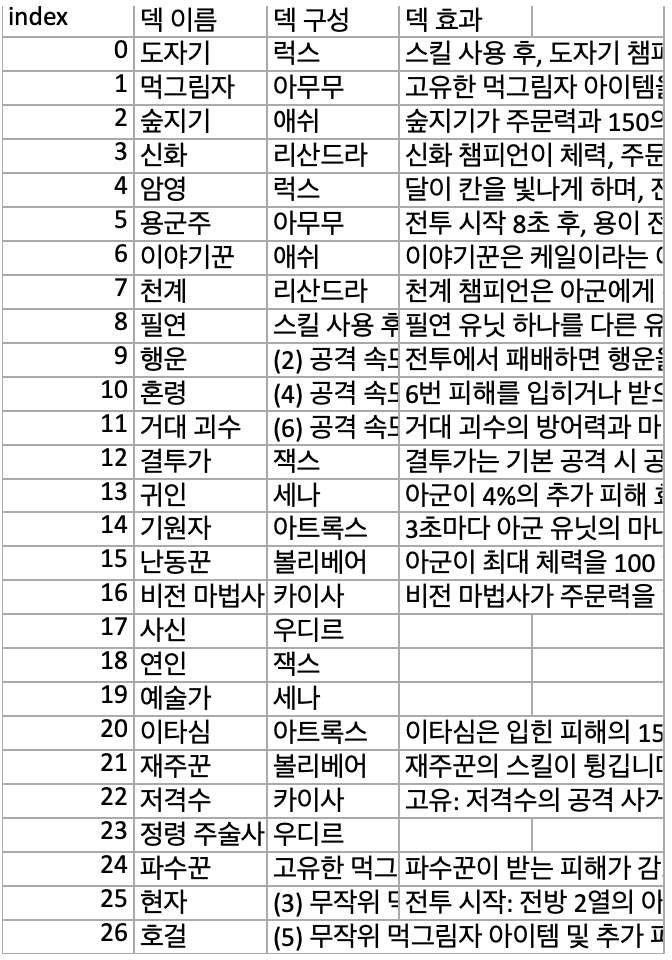 index 덱 이름 덱 구성 덱 효과
0 도자기 럭스 스킬 사용 후, 도자기 챔피
1 먹그림자 아무무 고유한 먹그림자 아이템을
2 숲지기 애쉬 숲지기가 주문력과 150의
3 신화 리산드라 신화 챔피언이 체력, 주문
4 암영 럭스 달이 칸을 빛나게 하며,
5 용군주 아무무 전투 시작 8초 후, 용이 전
6 이야기꾼 애쉬 이야기꾼은 케일이라는
7 천계 리산드라 천계 챔피언은 아군에게
8 필연 스킬 사용 후 필연 유닛 하나를 다른 유
9 행운 (2) 공격 속도 전투에서 패배하면 행운을
10 혼령 (4) 공격 속도 6번 피해를 입히거나 받으
11 거대 괴수 (6) 공격 속도 거대 괴수의 방어력과 마
12 결투가 잭스 결투가는 기본 공격 시 공
13 귀인 세나 아군이 4%의 추가 피해
14 기원자 아트록스 3초마다 아군 유닛의 마나
15 난동꾼 볼리베어 아군이 최대 체력을 100
16 비전 마법사 카이사 비전 마법사가 주문력을
17 사신 우디르
18 연인 잭스
19 예술가 세나
20 이타심 아트록스 이타심은 입힌 피해의 15
21 재주꾼 볼리베어 재주꾼의 스킬이 튕깁니다
22 저격수 카이사 고유: 저격수의 공격 사거
23 정령 주술사 우디르
24 파수꾼 고유한 먹그 파수꾼이 받는 피해가 감
25 현자 (3) 무작위 전투 시작: 전방 2열의 아
26 호걸 (5) 무작위 먹그림자 아이템 및 추가 피